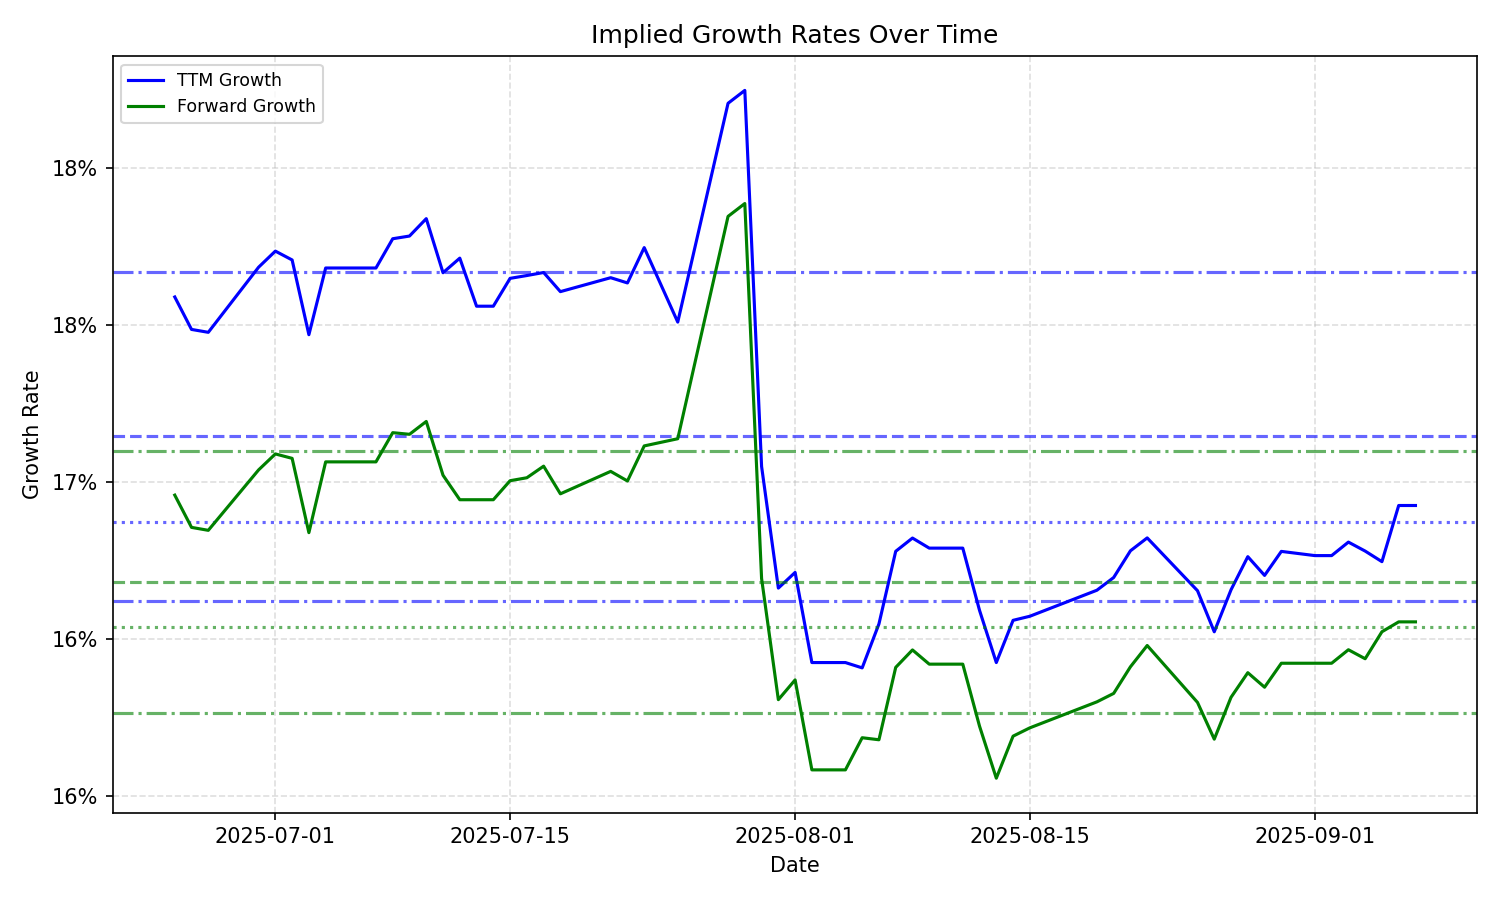 Implied Growth Rates Over Time
TTM Growth
Forward Growth
18%
18%
17%
16%
16%
Growth Rate
2025-07-01
2025-07-15
2025-08-01
2025-08-15
2025-09-01
Date